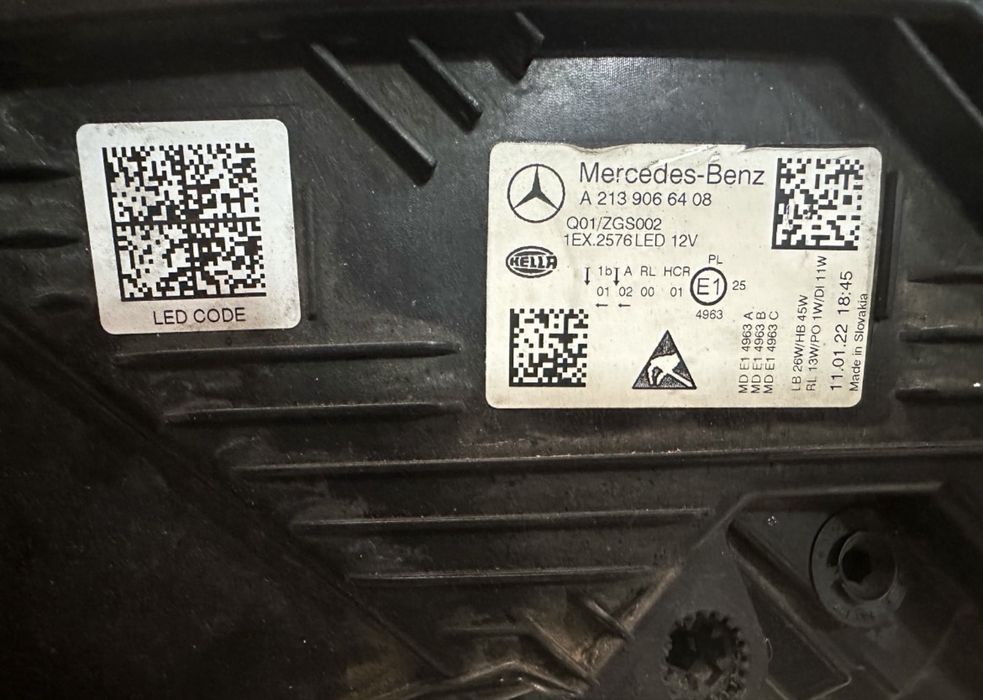 LED CODE
Mercedes-Benz
A 213 906 64 08
Q01/ZGS002
1EX.2576 LED 12V
HELLA
1b A RL HCR PL
01 02 00 01 E1 25
4963
MD E1 4963 A
MD E1 4963 B
MD E1 4963 C
LB 26W/HB 45W
RL 13W/PO 1W/DI 11W
11.01.22 18:45
Made in Slovakia